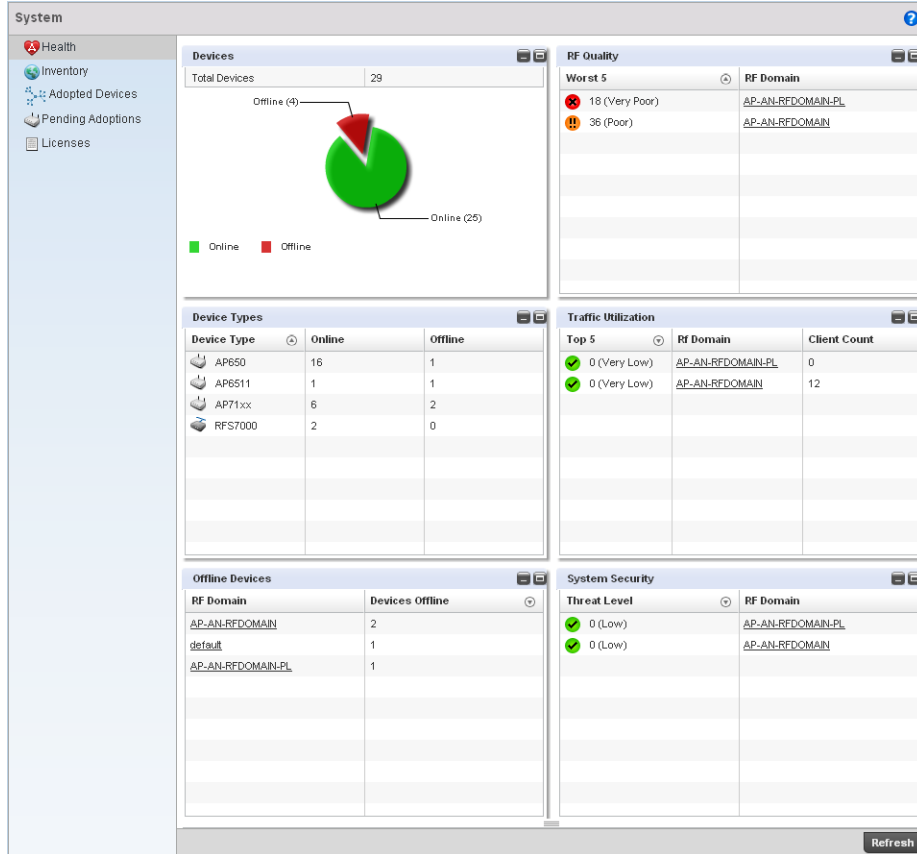 System
Health
Inventory
Adopted Devices
Pending Adoptions
Licenses
Devices
Total Devices 29
Offline (4)
Online (25)
Online Offline
RF Quality
Worst 5 RF Domain
18 (Very Poor) AP-AN-RFDOMAIN-PL
36 (Poor) AP-AN-RFDOMAIN
Device Types
Device Type Online Offline
AP650 16 1
AP6511 1 1
AP71xx 6 2
RFS7000 2 0
Traffic Utilization
Top 5 Rf Domain Client Count
0 (Very Low) AP-AN-RFDOMAIN-PL 0
0 (Very Low) AP-AN-RFDOMAIN 12
Offline Devices
RF Domain Devices Offline
AP-AN-RFDOMAIN 2
default 1
AP-AN-RFDOMAIN-PL 1
System Security
Threat Level RF Domain
0 (Low) AP-AN-RFDOMAIN-PL
0 (Low) AP-AN-RFDOMAIN
Refresh